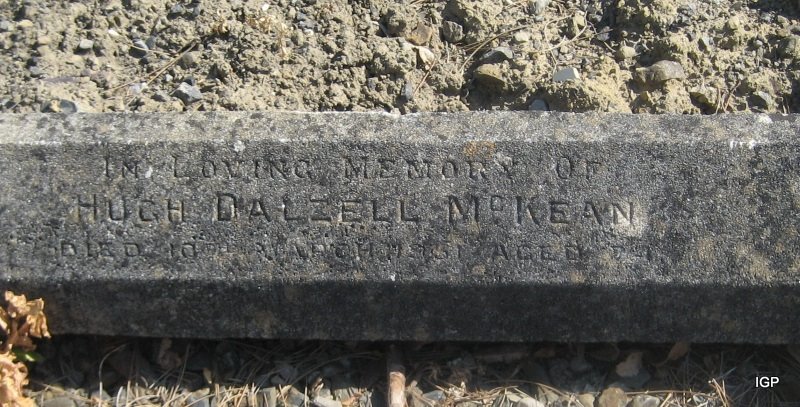 In Loving Memory Of
Hugh Dalzell McKean
Died 10th March Aged
IGP